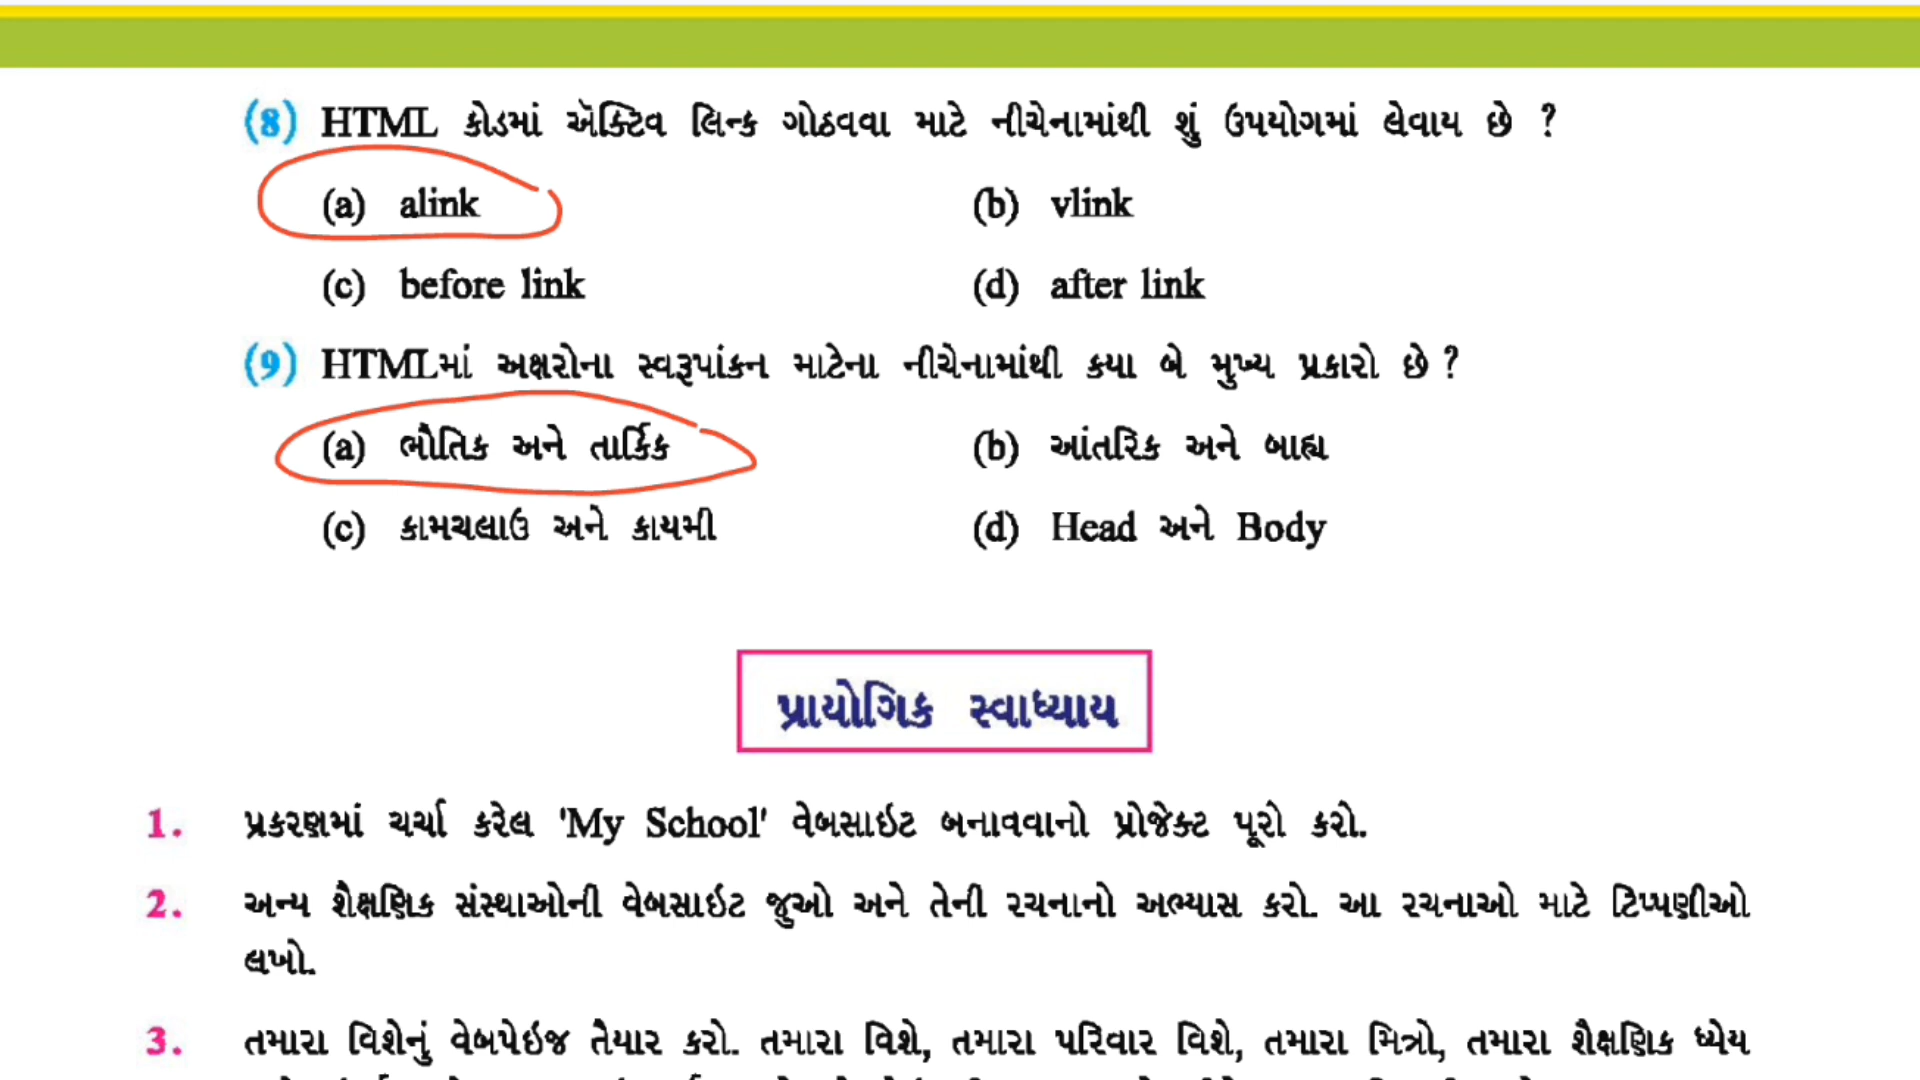 (8) HTML કોડમાં ઍક્ટિવ લિન્ક ગોઠવવા માટે નીચેનામાંથી શું ઉપયોગમાં લેવાય છે ?
(a) alink (b) vlink
(c) before link (d) after link
(9) HTMLમાં અક્ષરોના સ્વરૂપાંકન માટેના નીચેનામાંથી કયા બે મુખ્ય પ્રકારો છે ?
(a) ભૌતિક અને તાર્કિક (b) આંતરિક અને બાહ્ય
(c) કામચલાઉ અને કાયમી (d) Head અને Body
પ્રાયોગિક સ્વાધ્યાય
1. પ્રકરણમાં ચર્ચા કરેલ 'My School' વેબસાઇટ બનાવવાનો પ્રોજેક્ટ પૂરો કરો.
2. અન્ય શૈક્ષણિક સંસ્થાઓની વેબસાઇટ જુઓ અને તેની રચનાનો અભ્યાસ કરો. આ રચનાઓ માટે ટિપ્પણીઓ
લખો.
3. તમારા વિશેનું વેબપેઇજ તૈયાર કરો. તમારા વિશે, તમારા પરિવાર વિશે, તમારા મિત્રો, તમારા શૈક્ષણિક ધ્યેય